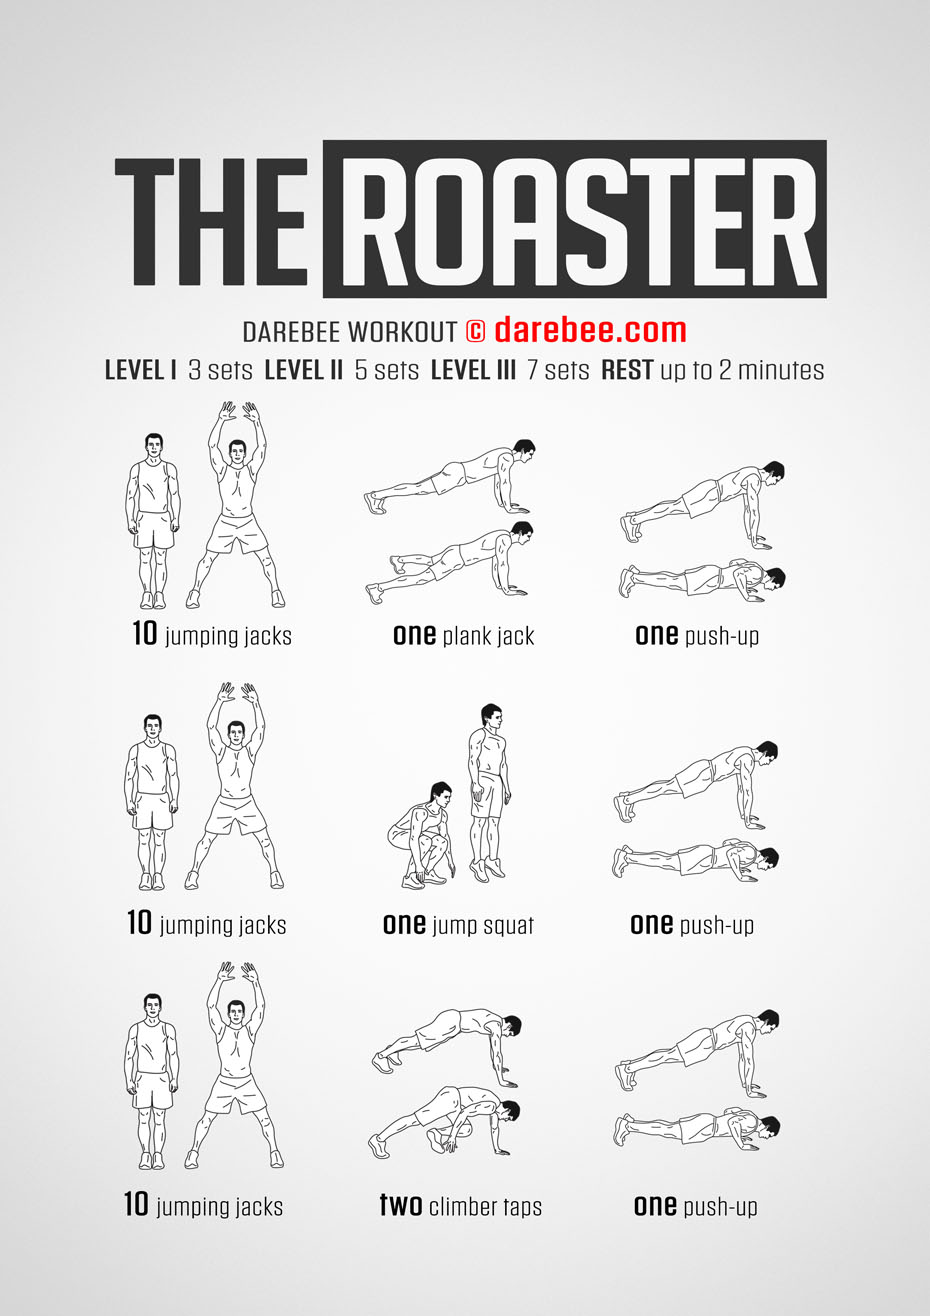 THE ROASTER
DAREBEE WORKOUT © darebee.com
LEVEL I 3 sets LEVEL II 5 sets LEVEL III 7 sets REST up to 2 minutes
10 jumping jacks
one plank jack
one push-up
10 jumping jacks
one jump squat
one push-up
10 jumping jacks
two climber taps
one push-up